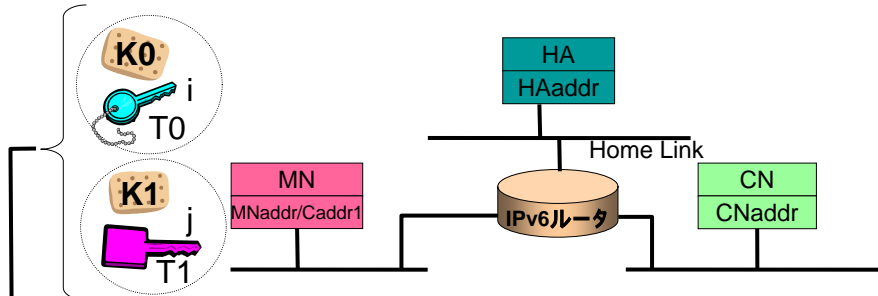 K0
i
T0
K1
j
T1
HA
HAaddr
Home Link
MN
MNaddr/Caddr1
IPv6ルータ
CN
CNaddr